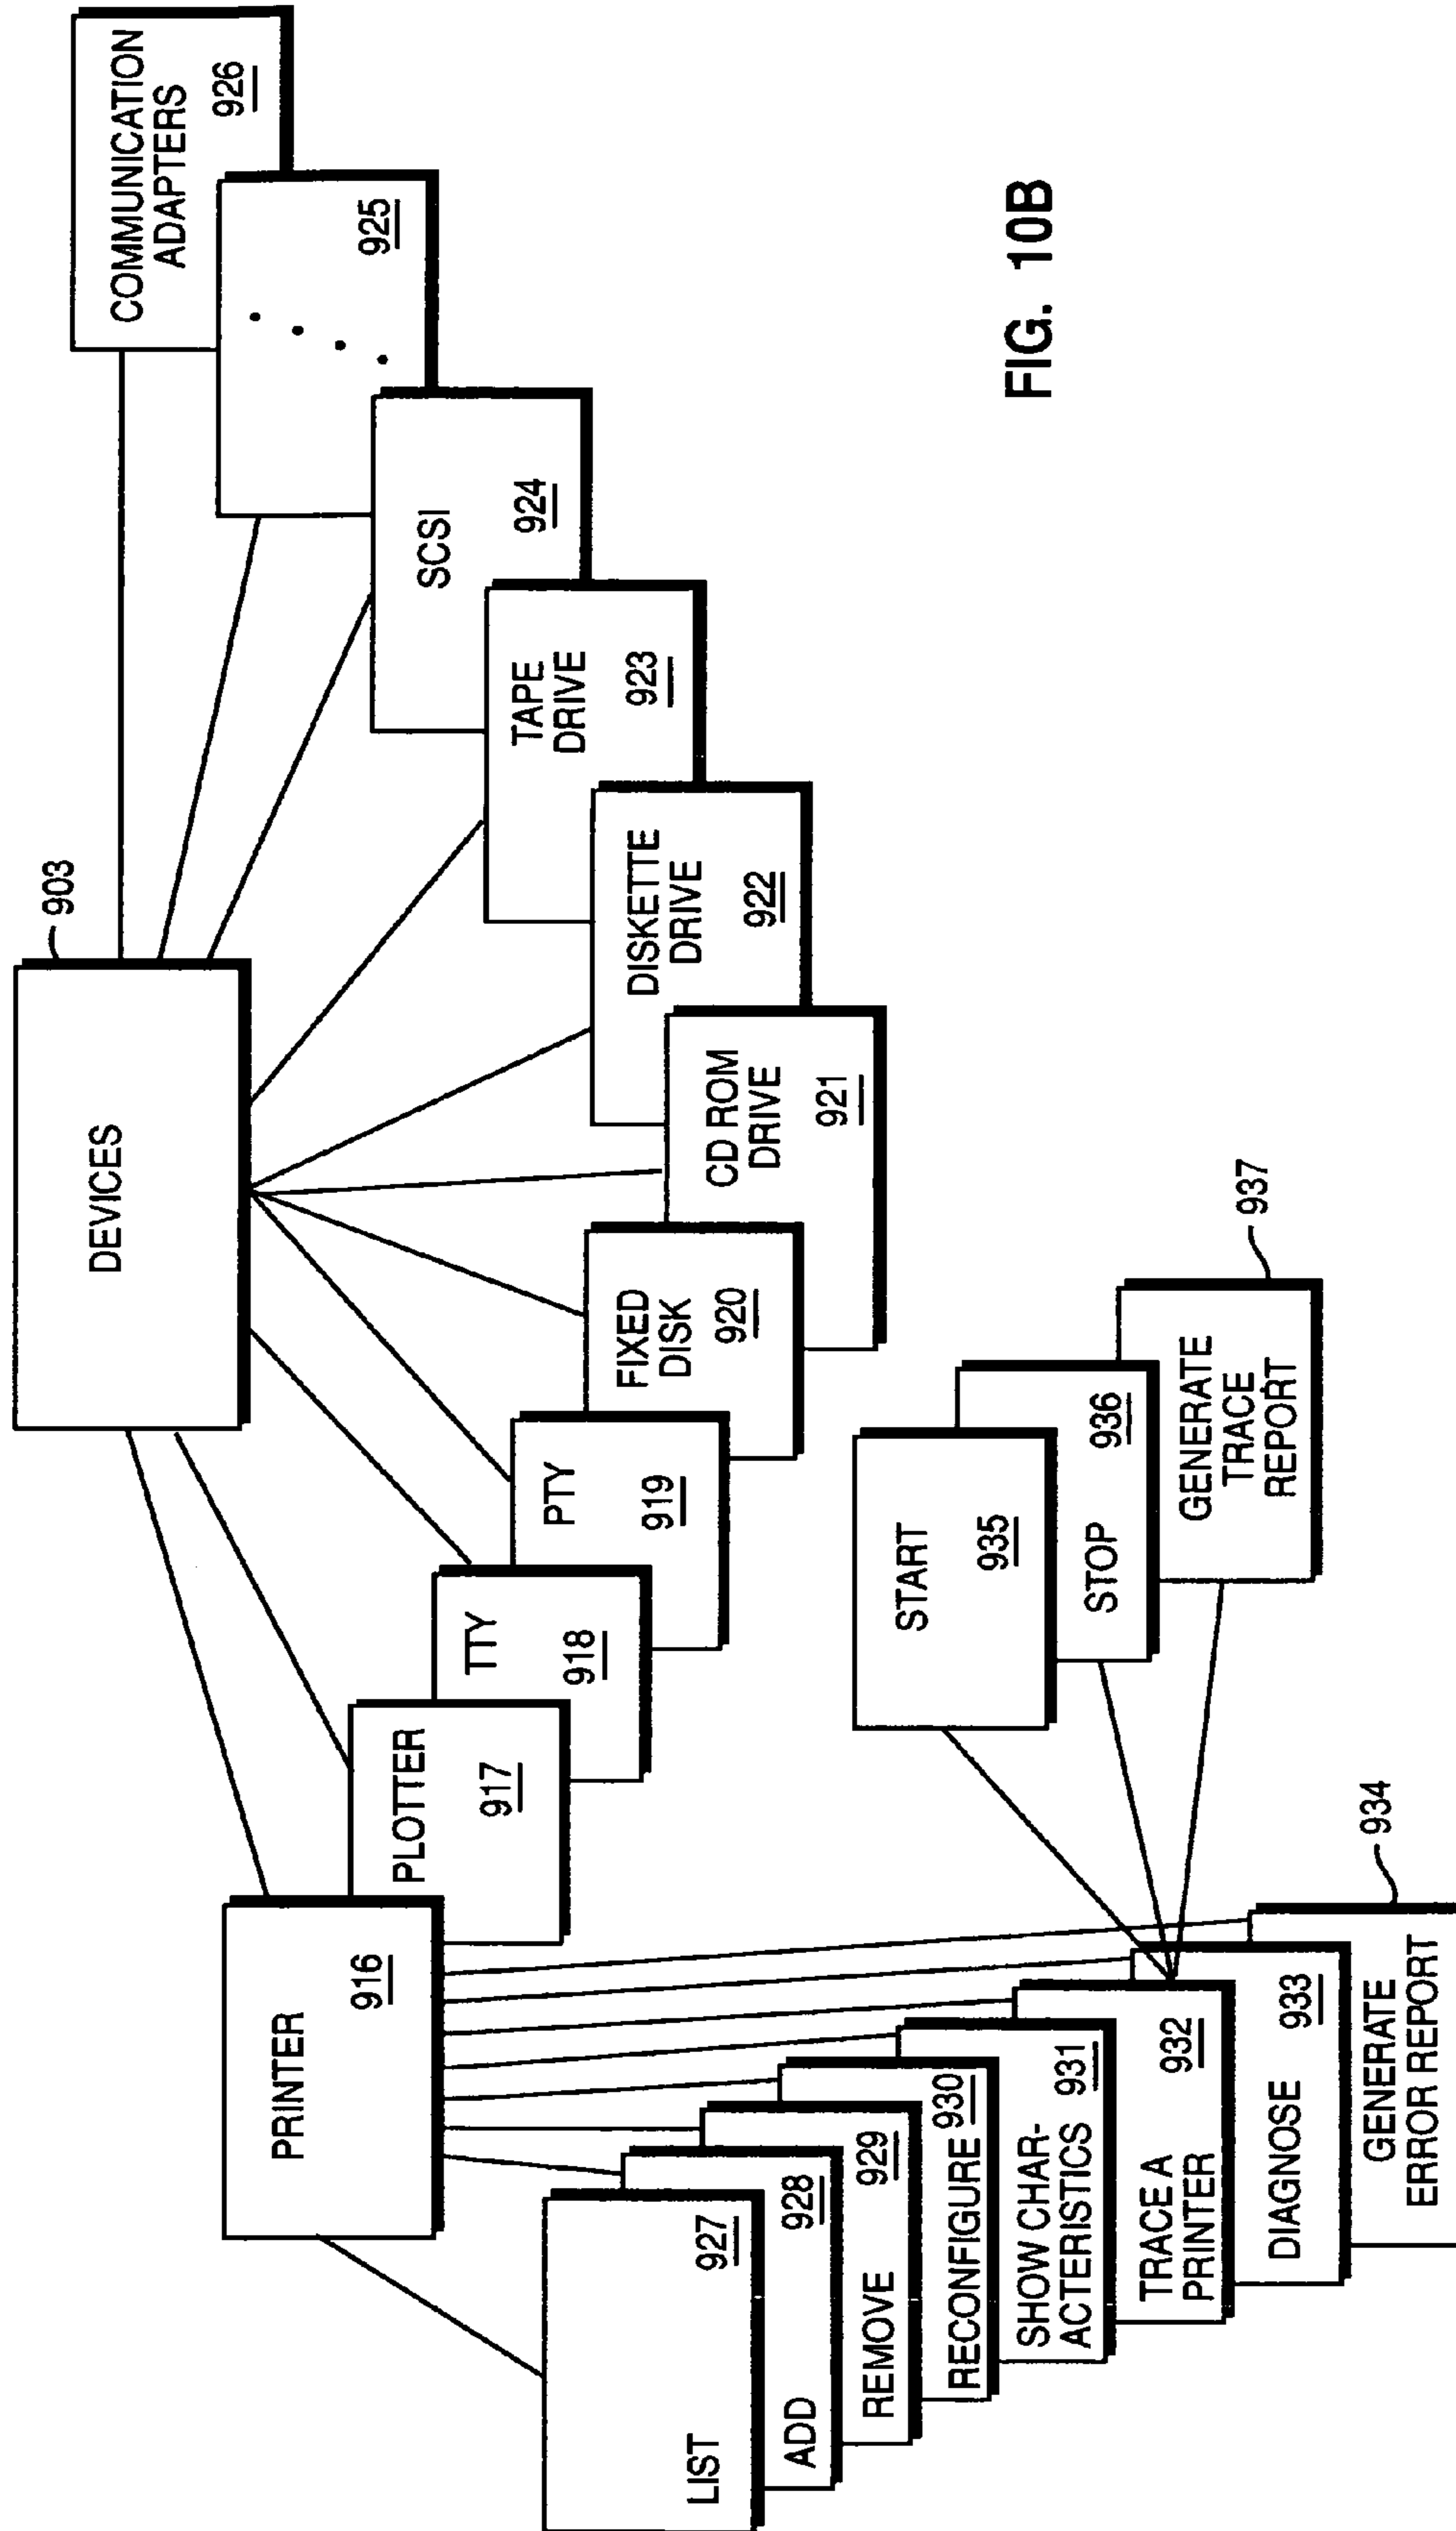 DEVICES
903
PRINTER
916
PLOTTER
917
TTY
918
PTY
919
FIXED
DISK
920
CD ROM
DRIVE
921
DISKETTE
DRIVE
922
TAPE
DRIVE
923
SCSI
924
925
COMMUNICATION
ADAPTERS
926
LIST
927
ADD
928
REMOVE
929
RECONFIGURE
930
SHOW CHAR-
ACTERISTICS
931
TRACE A
PRINTER
932
DIAGNOSE
933
GENERATE
ERROR REPORT
934
START
935
STOP
936
GENERATE
TRACE
REPORT
937
FIG. 10B